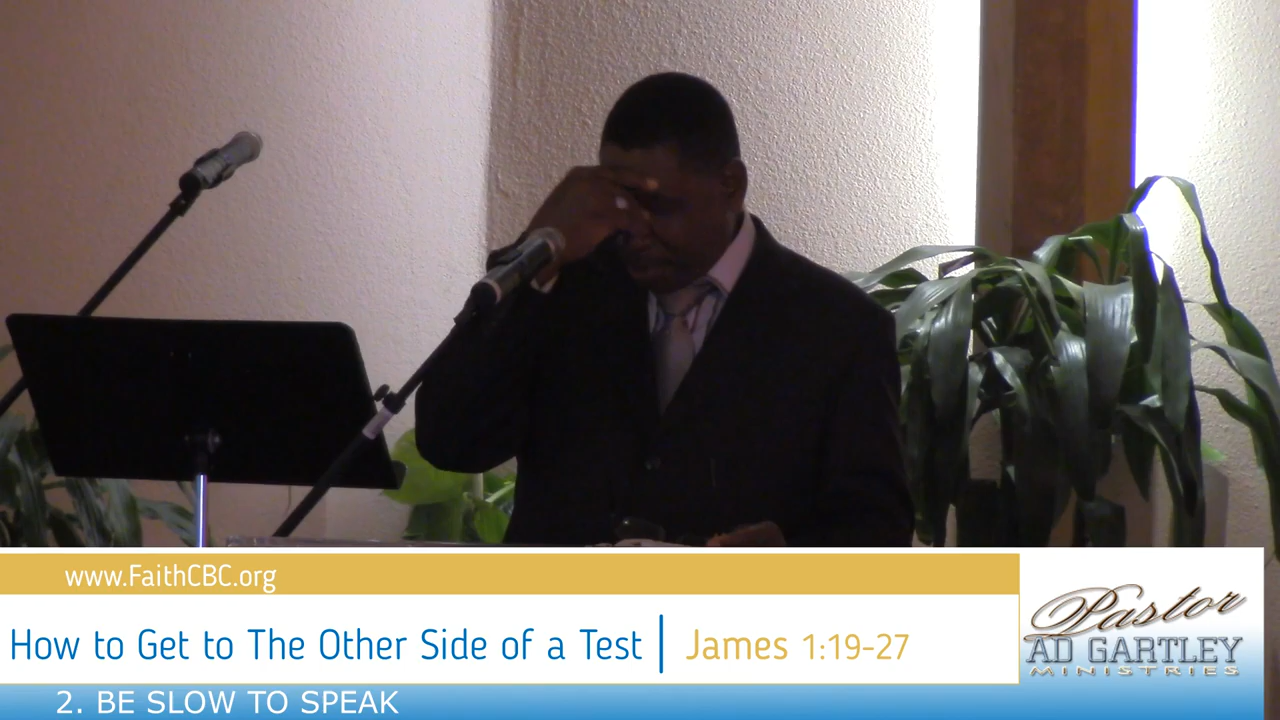 www.FaithCBC.org
How to Get to The Other Side of a Test | James 1:19-27
Pastor
AD GARTLEY
MINISTRIES
2. BE SLOW TO SPEAK